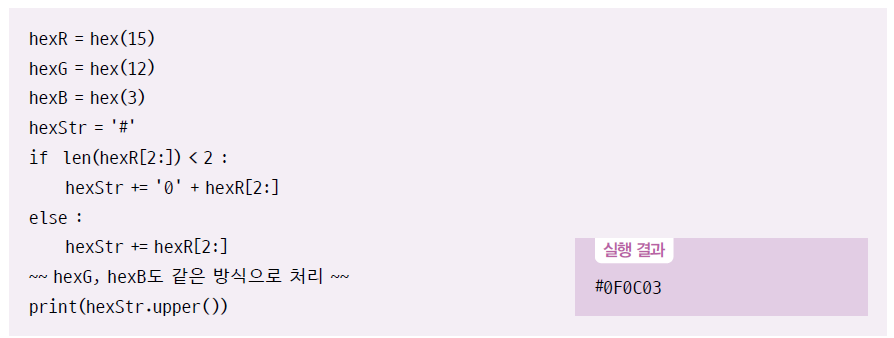 hexR = hex(15)
hexG = hex(12)
hexB = hex(3)
hexStr = '#'
if len(hexR[2:]) < 2 :
    hexStr += '0' + hexR[2:]
else :
    hexStr += hexR[2:]
~~ hexG, hexB도 같은 방식으로 처리 ~~
print(hexStr.upper())
실행 결과
#0F0C03